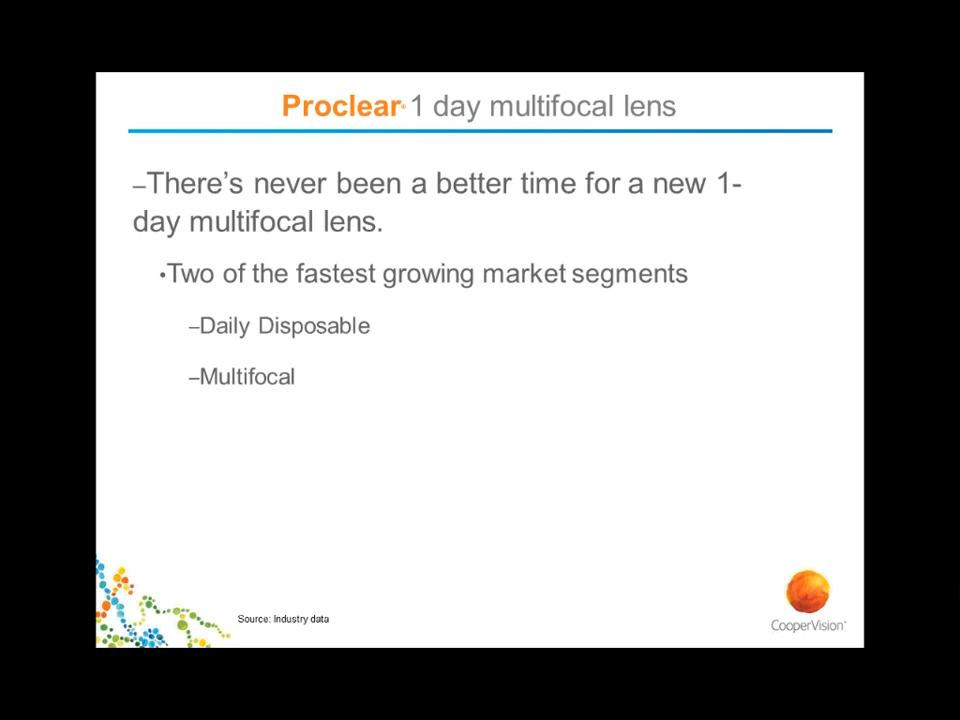 Proclear® 1 day multifocal lens
–There’s never been a better time for a new 1-
day multifocal lens.
•Two of the fastest growing market segments
–Daily Disposable
–Multifocal
Source: Industry data
CooperVision™